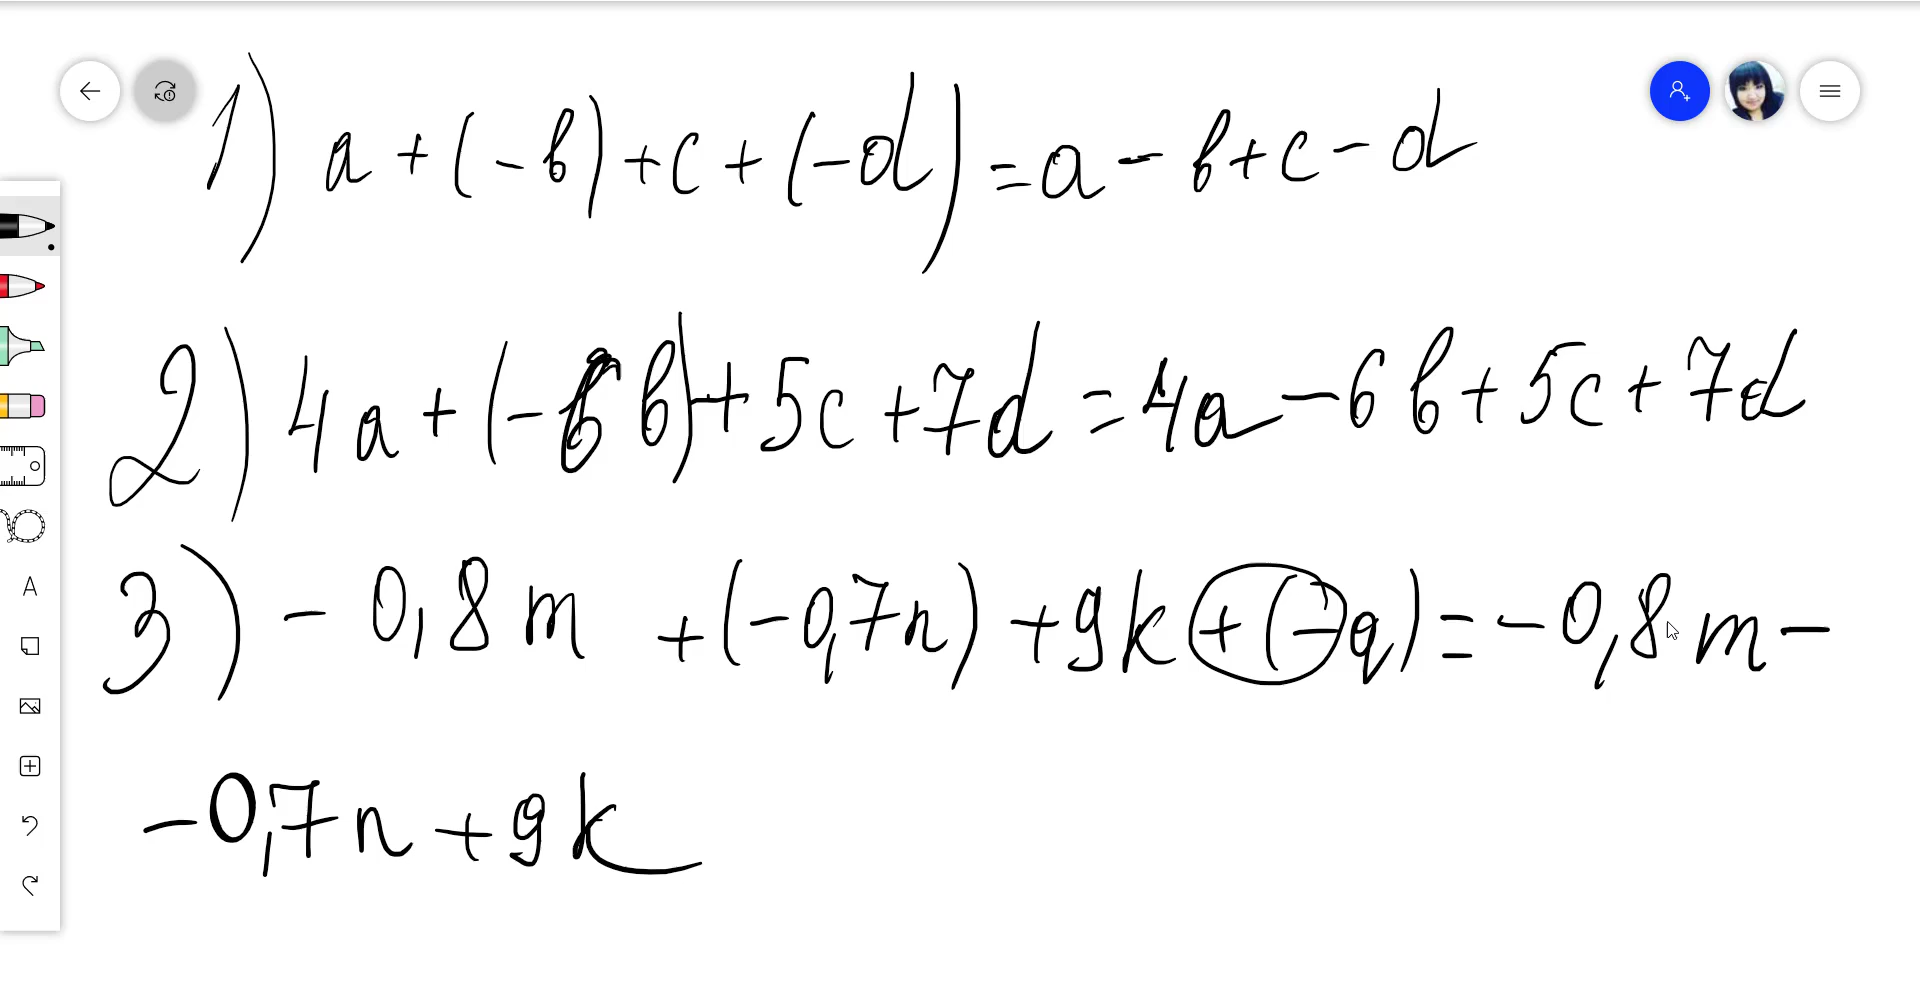 1) a + (-b) + c + (-d) = a - b + c - d
2) 4a + (-6b) + 5c + 7d = 4a - 6b + 5c + 7d
3) - 0,8m + (-0,7n) + 9k + (-q) = -0,8m -
-0,7n + 9k
A